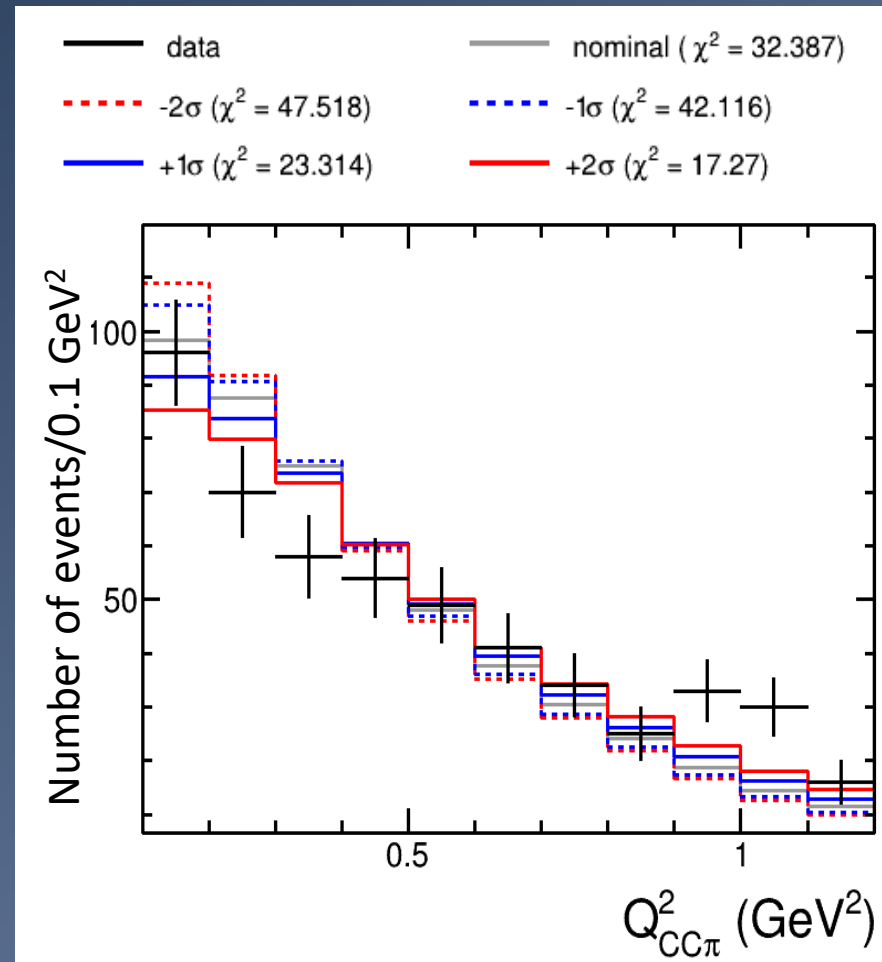 data
nominal ( χ² = 32.387)
-2σ (χ² = 47.518)
-1σ (χ² = 42.116)
+1σ (χ² = 23.314)
+2σ (χ² = 17.27)
Number of events/0.1 GeV²
100
50
0.5
1
Q²CCπ (GeV²)